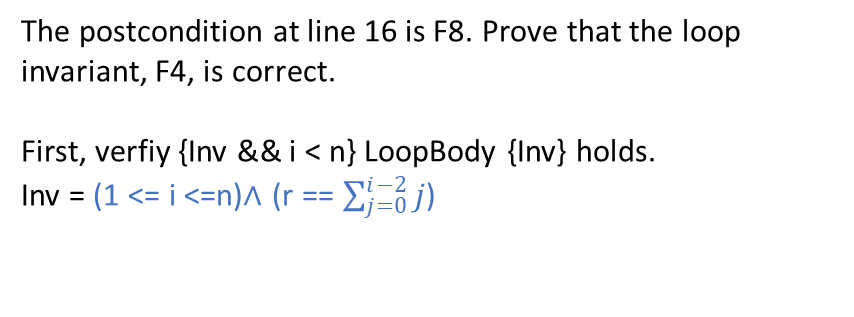 The postcondition at line 16 is F8. Prove that the loop
invariant, F4, is correct.
First, verfiy {Inv && i < n} LoopBody {Inv} holds.
Inv = (1 <= i <=n)∧ (r == ∑_{j=0}^{i−2} j)